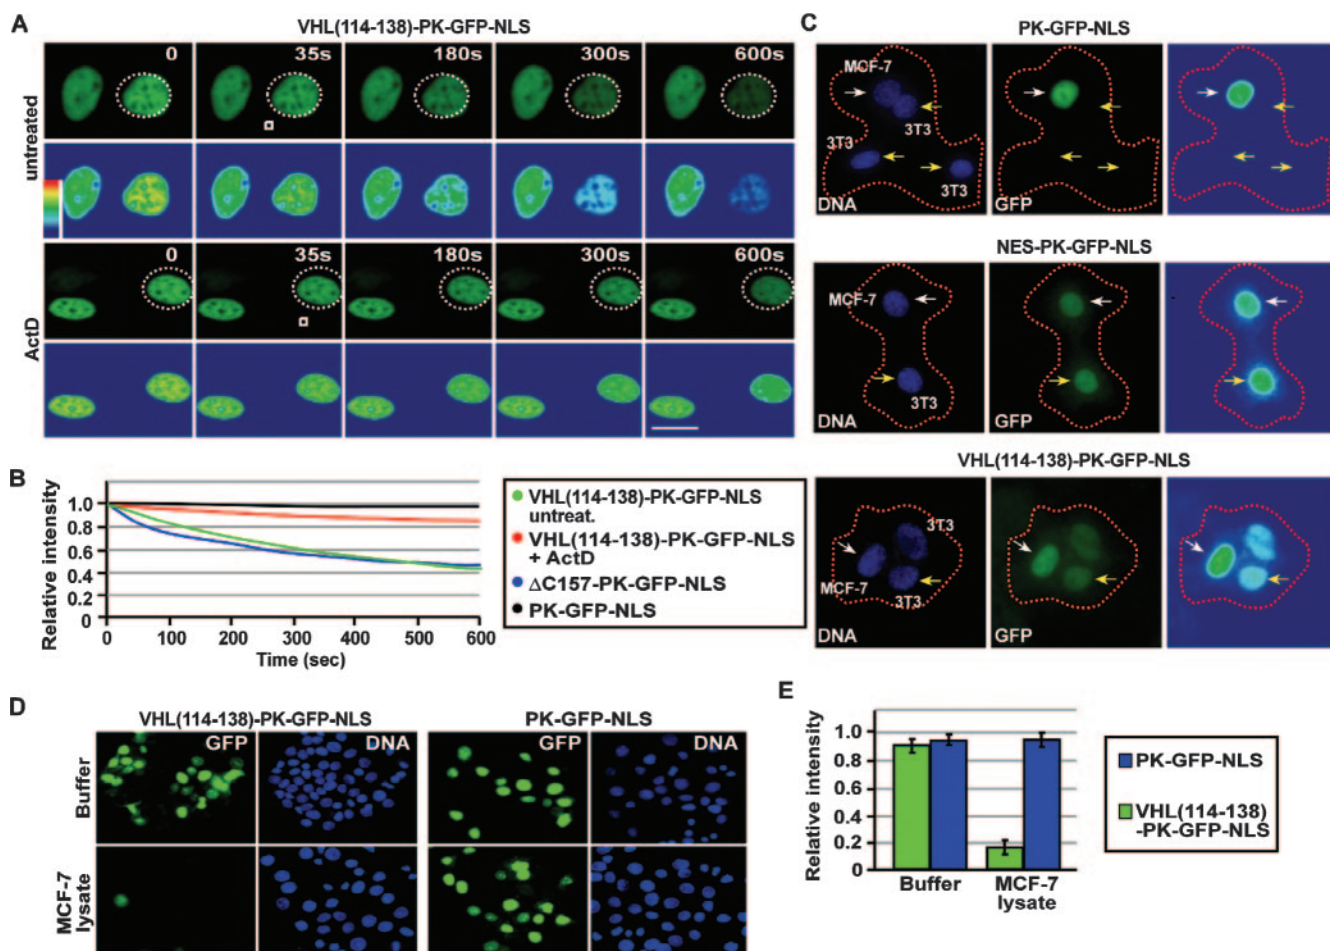 A
VHL(114-138)-PK-GFP-NLS
untreated
0 35s 180s 300s 600s
ActD
0 35s 180s 300s 600s
B
Relative intensity
1.0
0.8
0.6
0.4
0.2
0
0 100 200 300 400 500 600
Time (sec)
VHL(114-138)-PK-GFP-NLS
untreat.
VHL(114-138)-PK-GFP-NLS
+ ActD
ΔC157-PK-GFP-NLS
PK-GFP-NLS
C
PK-GFP-NLS
MCF-7
3T3
3T3
3T3
DNA
GFP
NES-PK-GFP-NLS
MCF-7
3T3
DNA
GFP
VHL(114-138)-PK-GFP-NLS
3T3
MCF-7
3T3
DNA
GFP
D
VHL(114-138)-PK-GFP-NLS
PK-GFP-NLS
GFP DNA GFP DNA
Buffer
MCF-7
lysate
E
Relative intensity
1.0
0.8
0.6
0.4
0.2
0
Buffer
MCF-7
lysate
PK-GFP-NLS
VHL(114-138)
-PK-GFP-NLS